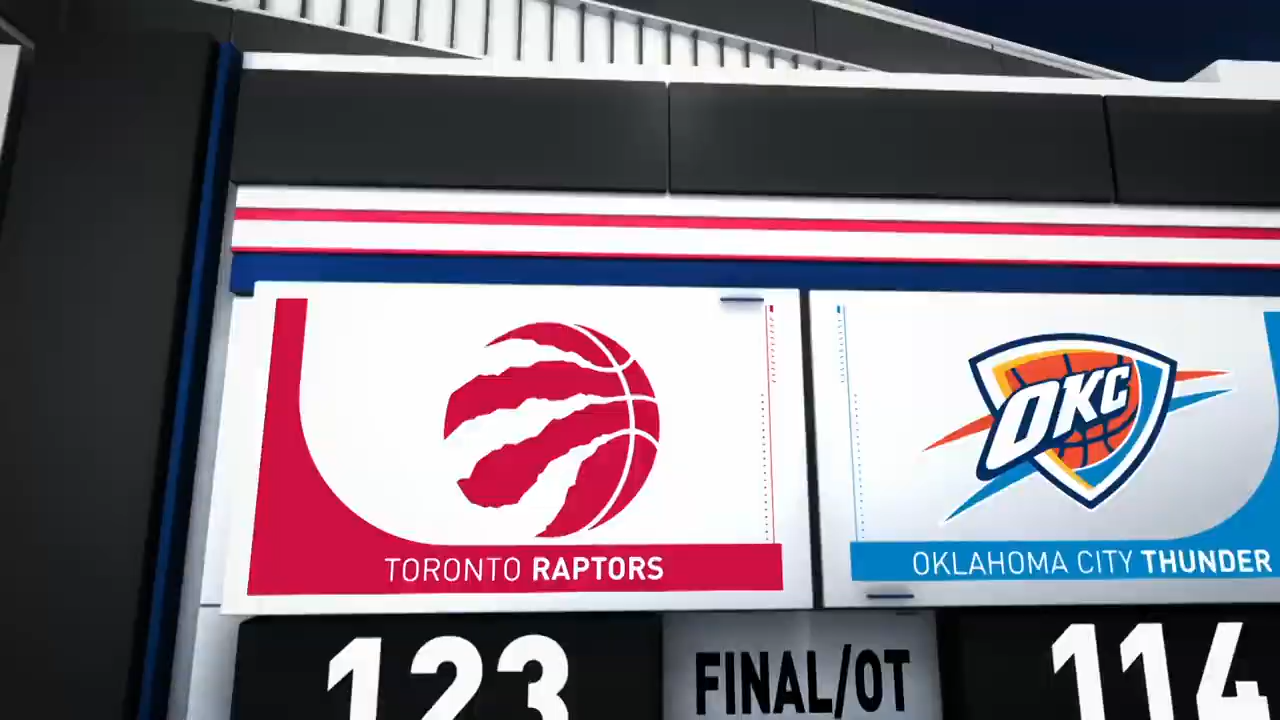 OKC
TORONTO RAPTORS
OKLAHOMA CITY THUNDER
123
FINAL/OT
114